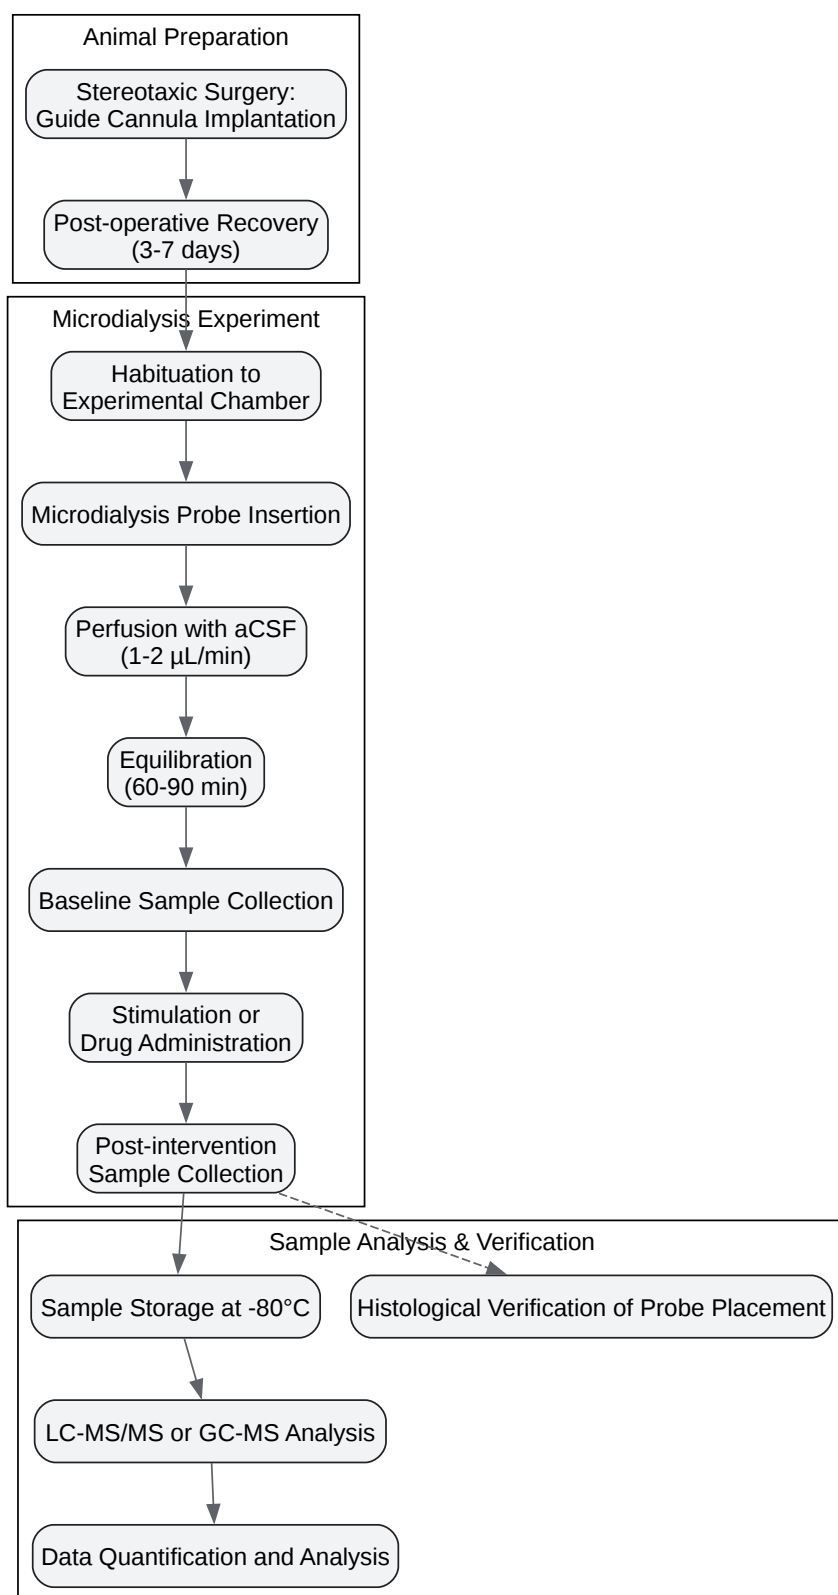 Animal Preparation
Stereotaxic Surgery:
Guide Cannula Implantation
Post-operative Recovery
(3-7 days)
Microdialysis Experiment
Habituation to
Experimental Chamber
Microdialysis Probe Insertion
Perfusion with aCSF
(1-2 µL/min)
Equilibration
(60-90 min)
Baseline Sample Collection
Stimulation or
Drug Administration
Post-intervention
Sample Collection
Sample Analysis & Verification
Sample Storage at -80°C
Histological Verification of Probe Placement
LC-MS/MS or GC-MS Analysis
Data Quantification and Analysis